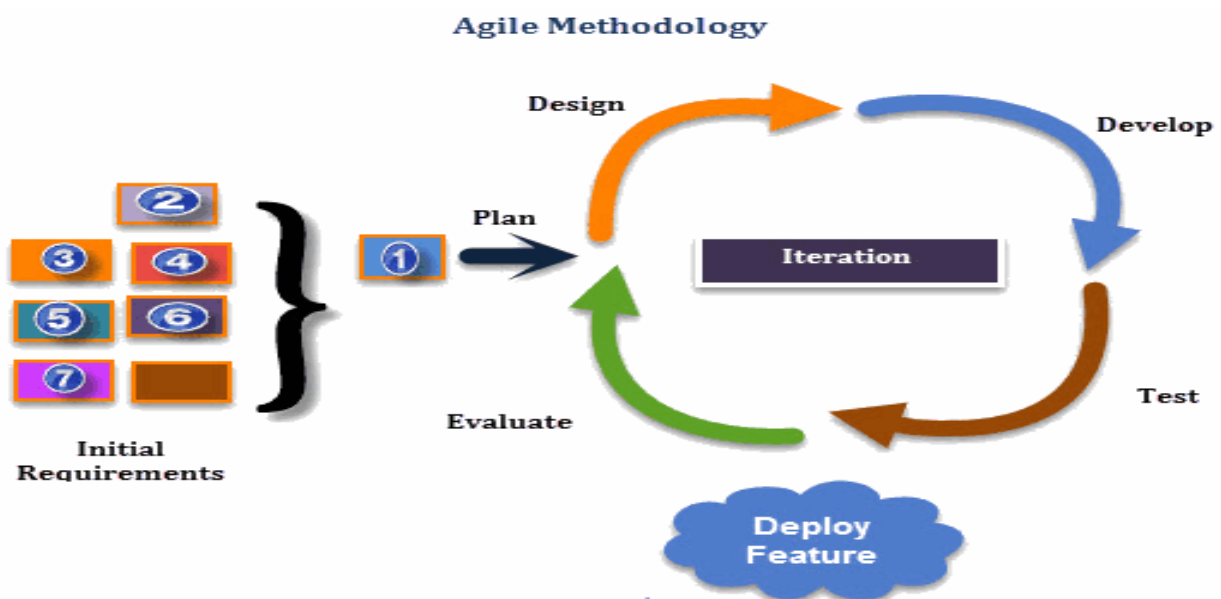 Agile Methodology
Design
Develop
2
Plan
3
4
1
Iteration
5
6
7
Test
Evaluate
Initial
Requirements
Deploy
Feature